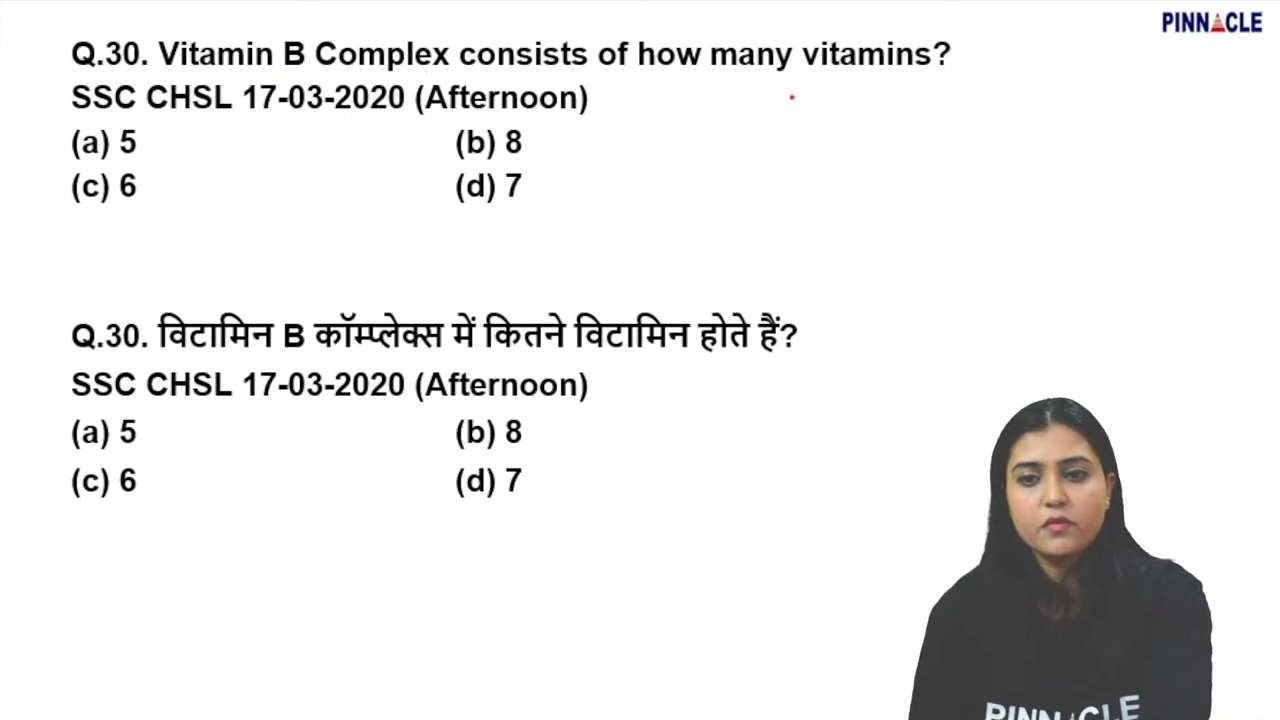 PINNACLE
Q.30. Vitamin B Complex consists of how many vitamins?
SSC CHSL 17-03-2020 (Afternoon)
(a) 5 (b) 8
(c) 6 (d) 7
Q.30. विटामिन B कॉम्प्लेक्स में कितने विटामिन होते हैं?
SSC CHSL 17-03-2020 (Afternoon)
(a) 5 (b) 8
(c) 6 (d) 7
PINNACLE